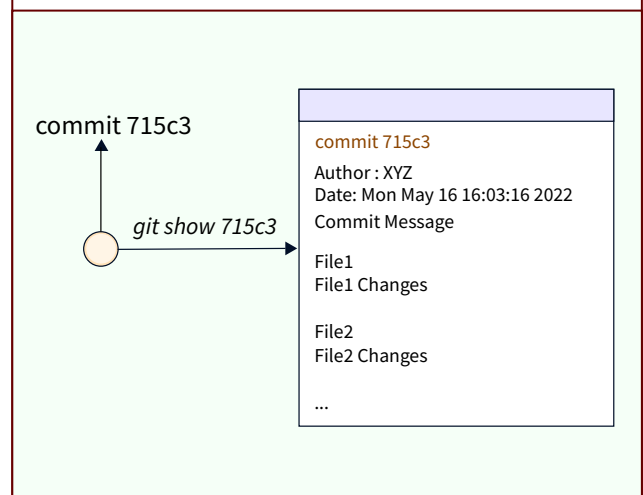 commit 715c3
git show 715c3
commit 715c3
Author : XYZ
Date: Mon May 16 16:03:16 2022
Commit Message
File1
File1 Changes
File2
File2 Changes
...